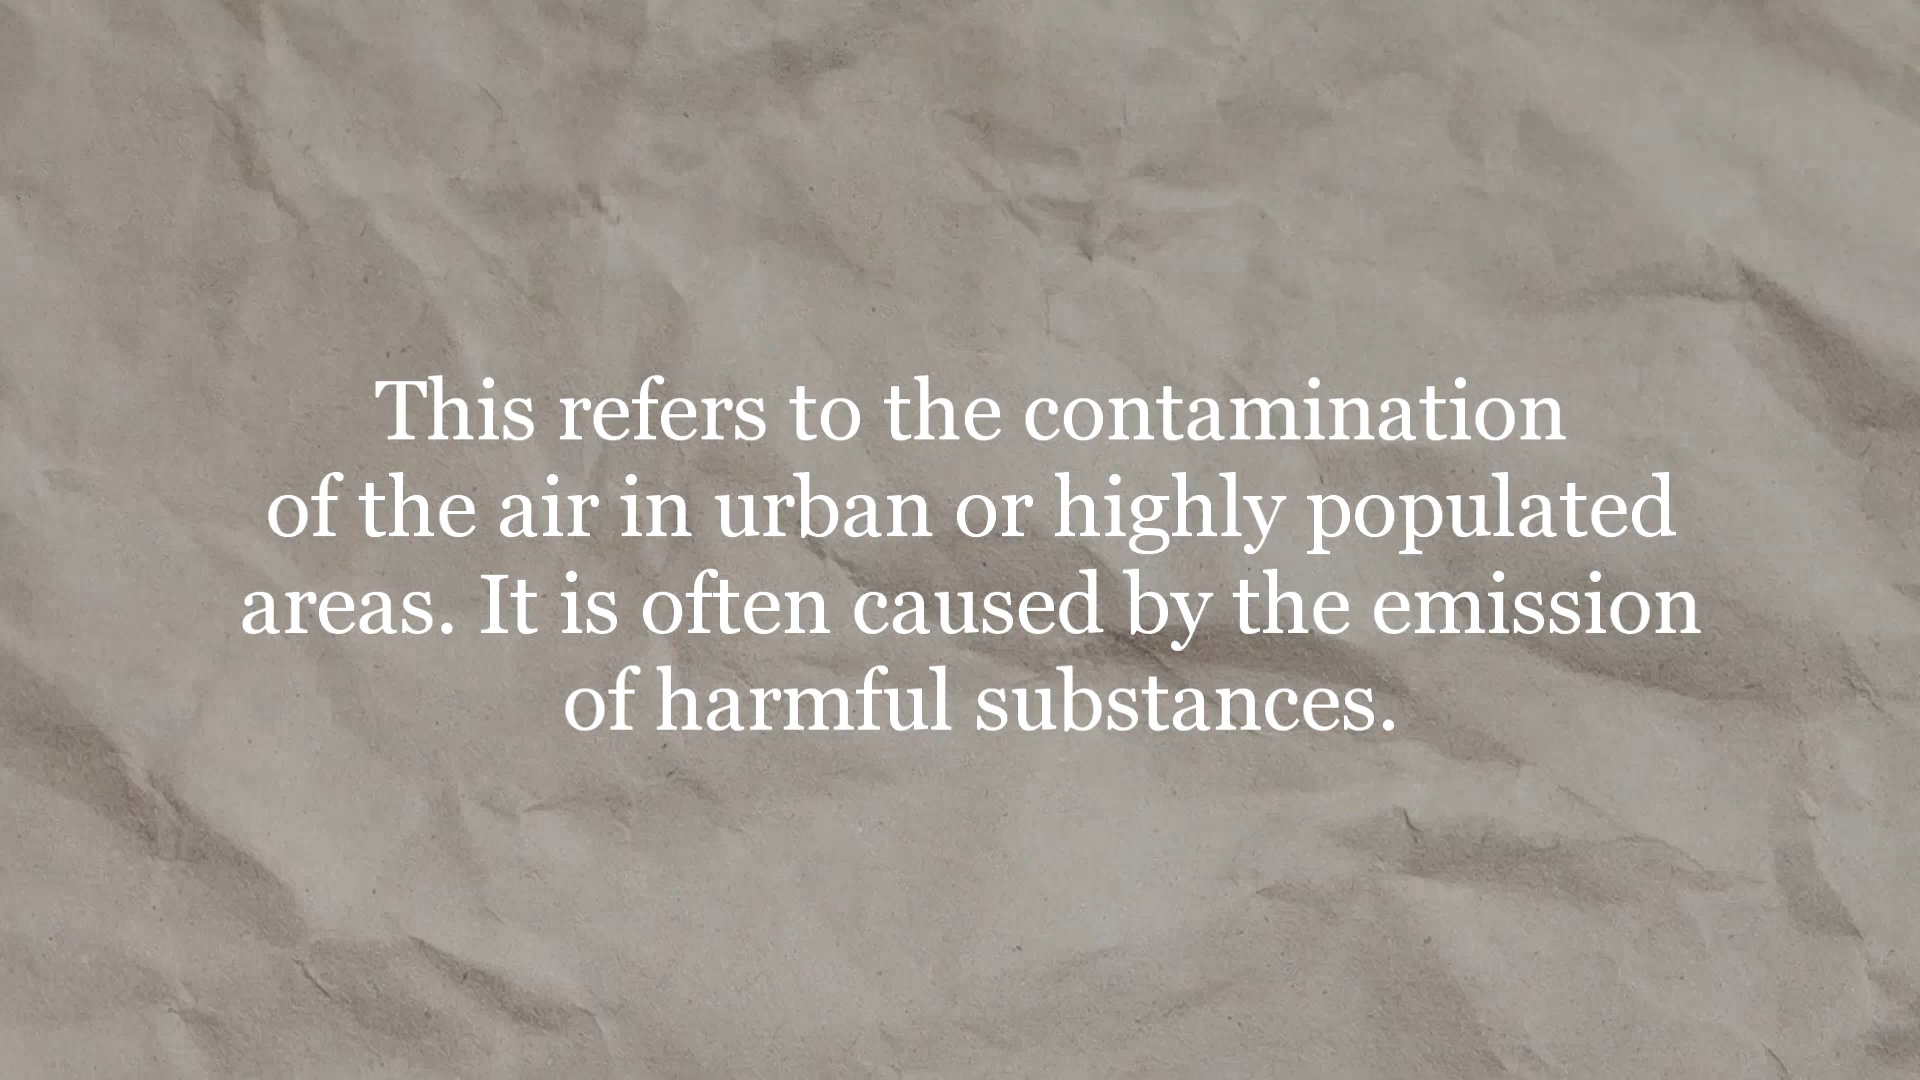 This refers to the contamination
of the air in urban or highly populated
areas. It is often caused by the emission
of harmful substances.